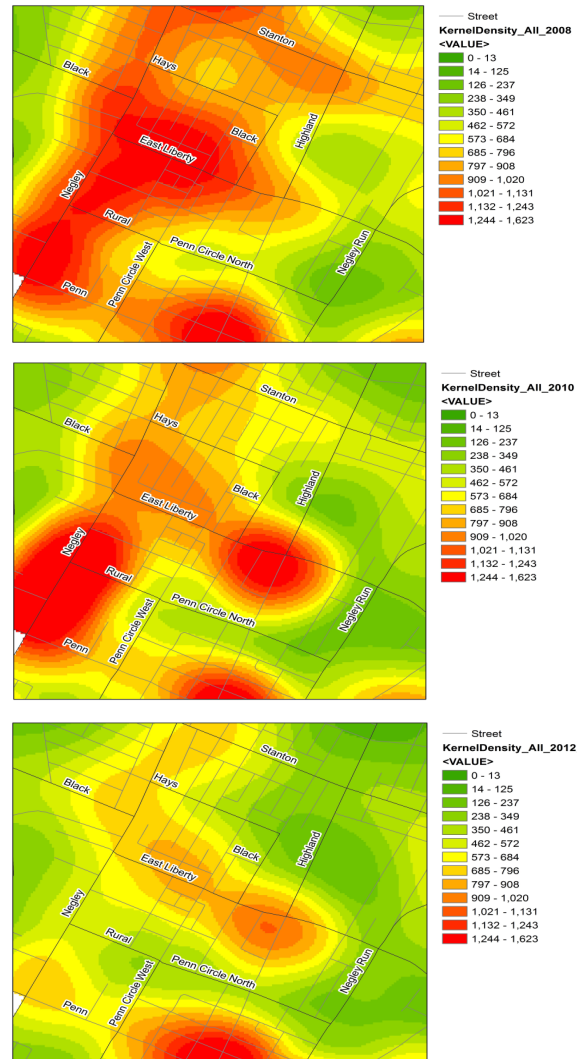 Stanton
Black
Hays
Black
Highland
East Liberty
Negley
Rural
Penn Circle North
Negley Run
Penn
Penn Circle West
Street
KernelDensity_All_2008
<VALUE>
0 - 13
14 - 125
126 - 237
238 - 349
350 - 461
462 - 572
573 - 684
685 - 796
797 - 908
909 - 1,020
1,021 - 1,131
1,132 - 1,243
1,244 - 1,623
Stanton
Hays
Black
Black
Highland
East Liberty
Negley
Rural
Penn Circle North
Negley Run
Penn
Penn Circle West
Street
KernelDensity_All_2010
<VALUE>
0 - 13
14 - 125
126 - 237
238 - 349
350 - 461
462 - 572
573 - 684
685 - 796
797 - 908
909 - 1,020
1,021 - 1,131
1,132 - 1,243
1,244 - 1,623
Stanton
Hays
Black
Black
Highland
East Liberty
Negley
Rural
Penn Circle North
Negley Run
Penn
Penn Circle West
Street
KernelDensity_All_2012
<VALUE>
0 - 13
14 - 125
126 - 237
238 - 349
350 - 461
462 - 572
573 - 684
685 - 796
797 - 908
909 - 1,020
1,021 - 1,131
1,132 - 1,243
1,244 - 1,623